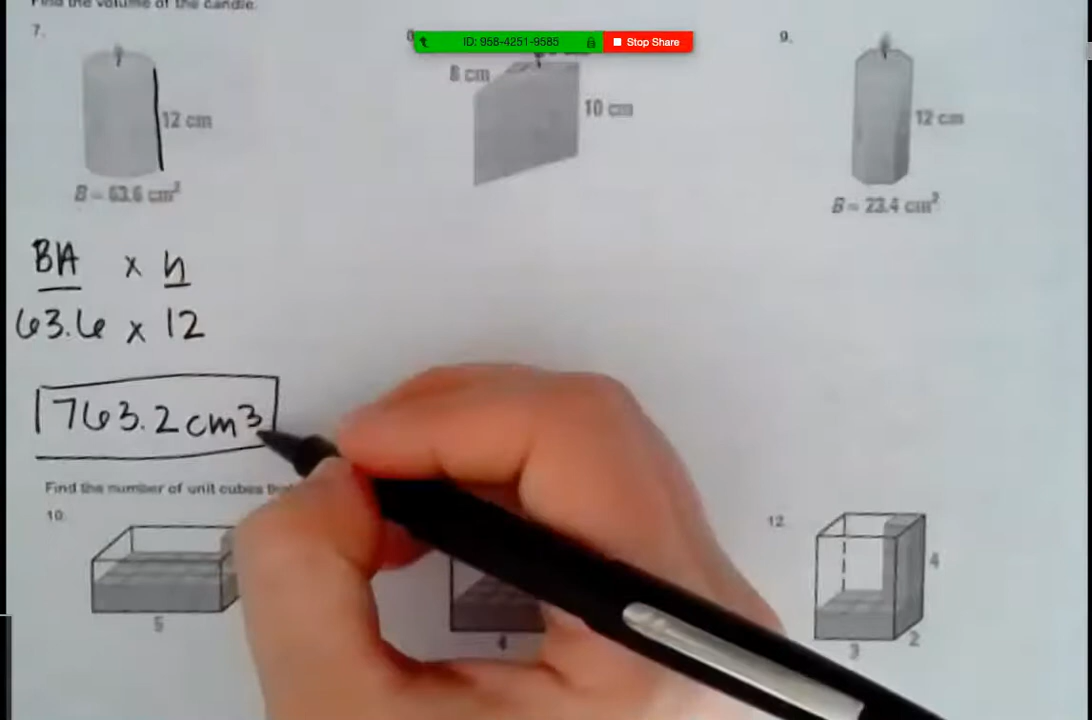 Find the volume of the candle.
7.
ID: 958-4251-9585
Stop Share
9.
8 cm
12 cm
10 cm
12 cm
B = 63.6 cm²
B = 23.4 cm²
BA x h
63.6 x 12
763.2 cm³
Find the number of unit cubes
10.
12.
4
5
4
3
2